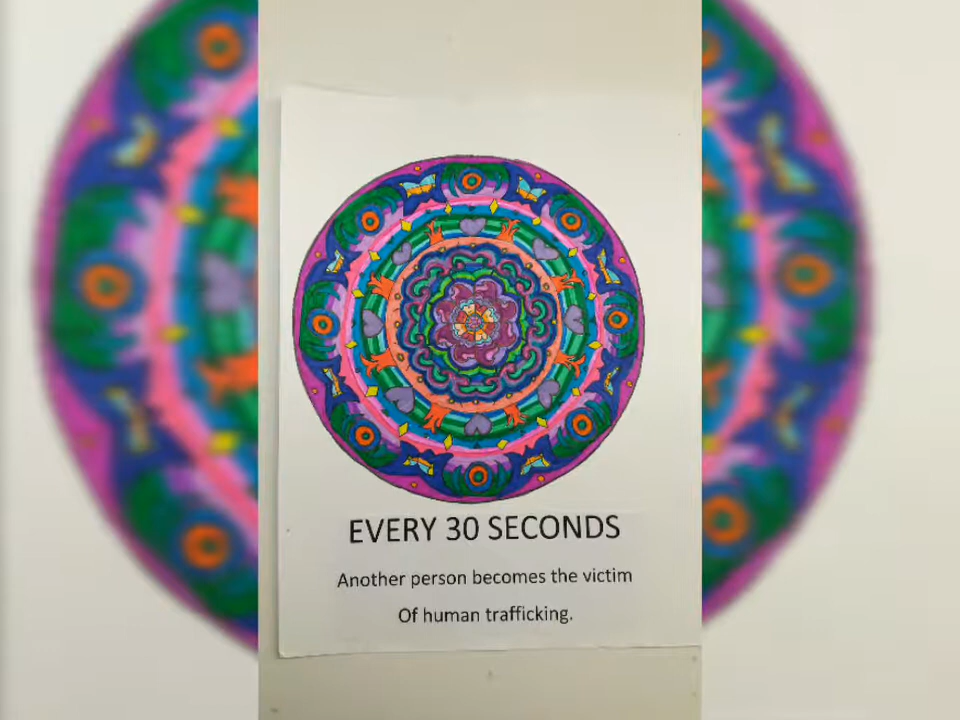 EVERY 30 SECONDS
Another person becomes the victim
Of human trafficking.